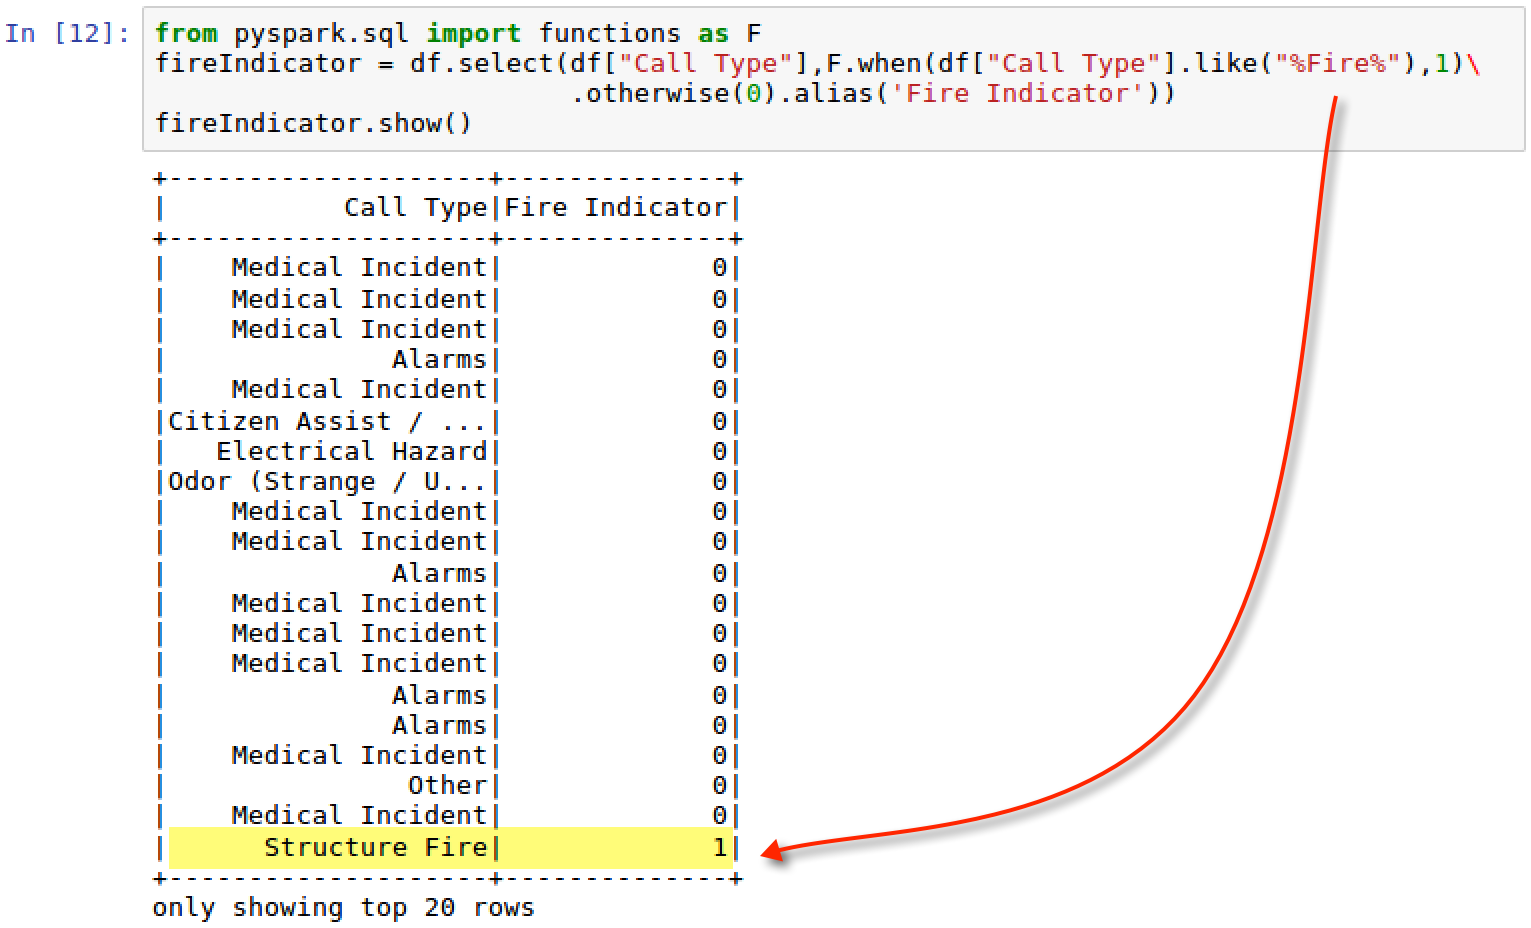 In [12]: from pyspark.sql import functions as F
fireIndicator = df.select(df["Call Type"],F.when(df["Call Type"].like("%Fire%"),1)\
                          .otherwise(0).alias('Fire Indicator'))
fireIndicator.show()
+--------------------+--------------+
|           Call Type|Fire Indicator|
+--------------------+--------------+
|    Medical Incident|             0|
|    Medical Incident|             0|
|    Medical Incident|             0|
|              Alarms|             0|
|    Medical Incident|             0|
|Citizen Assist / ...|             0|
|   Electrical Hazard|             0|
|Odor (Strange / U...|             0|
|    Medical Incident|             0|
|    Medical Incident|             0|
|              Alarms|             0|
|    Medical Incident|             0|
|    Medical Incident|             0|
|    Medical Incident|             0|
|              Alarms|             0|
|              Alarms|             0|
|    Medical Incident|             0|
|               Other|             0|
|    Medical Incident|             0|
|      Structure Fire|             1|
+--------------------+--------------+
only showing top 20 rows